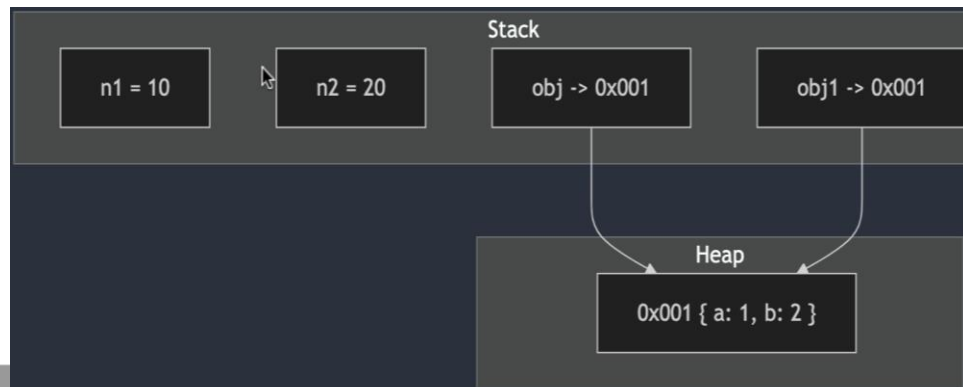 Stack
n1 = 10
n2 = 20
obj -> 0x001
obj1 -> 0x001
Heap
0x001 { a: 1, b: 2 }